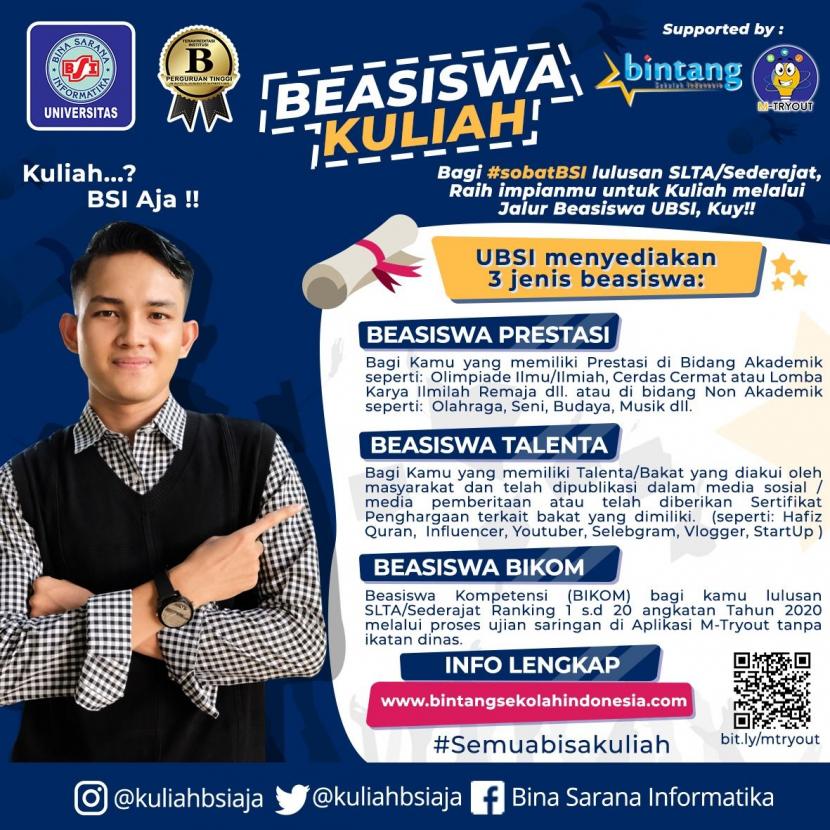 BINA SARANA
BSI
INFORMATIKA
UNIVERSITAS
TERAKREDITASI
INSTITUSI
B
PERGURUAN TINGGI
BEASISWA
KULIAH
Supported by :
bintang
Sekolah Indonesia
M-TRYOUT
Kuliah...?
BSI Aja !!
Bagi #sobatBSI lulusan SLTA/Sederajat,
Raih impianmu untuk Kuliah melalui
Jalur Beasiswa UBSI, Kuy!!
UBSI menyediakan
3 jenis beasiswa:
BEASISWA PRESTASI
Bagi Kamu yang memiliki Prestasi di Bidang Akademik
seperti: Olimpiade Ilmu/Ilmiah, Cerdas Cermat atau Lomba
Karya Ilmilah Remaja dll. atau di bidang Non Akademik
seperti: Olahraga, Seni, Budaya, Musik dll.
BEASISWA TALENTA
Bagi Kamu yang memiliki Talenta/Bakat yang diakui oleh
masyarakat dan telah dipublikasi dalam media sosial /
media pemberitaan atau telah diberikan Sertifikat
Penghargaan terkait bakat yang dimiliki. (seperti: Hafiz
Quran, Influencer, Youtuber, Selebgram, Vlogger, StartUp )
BEASISWA BIKOM
Beasiswa Kompetensi (BIKOM) bagi kamu lulusan
SLTA/Sederajat Ranking 1 s.d 20 angkatan Tahun 2020
melalui proses ujian saringan di Aplikasi M-Tryout tanpa
ikatan dinas.
INFO LENGKAP
www.bintangsekolahindonesia.com
#Semuabisakuliah
bit.ly/mtryout
@kuliahbsiaja
@kuliahbsiaja
Bina Sarana Informatika